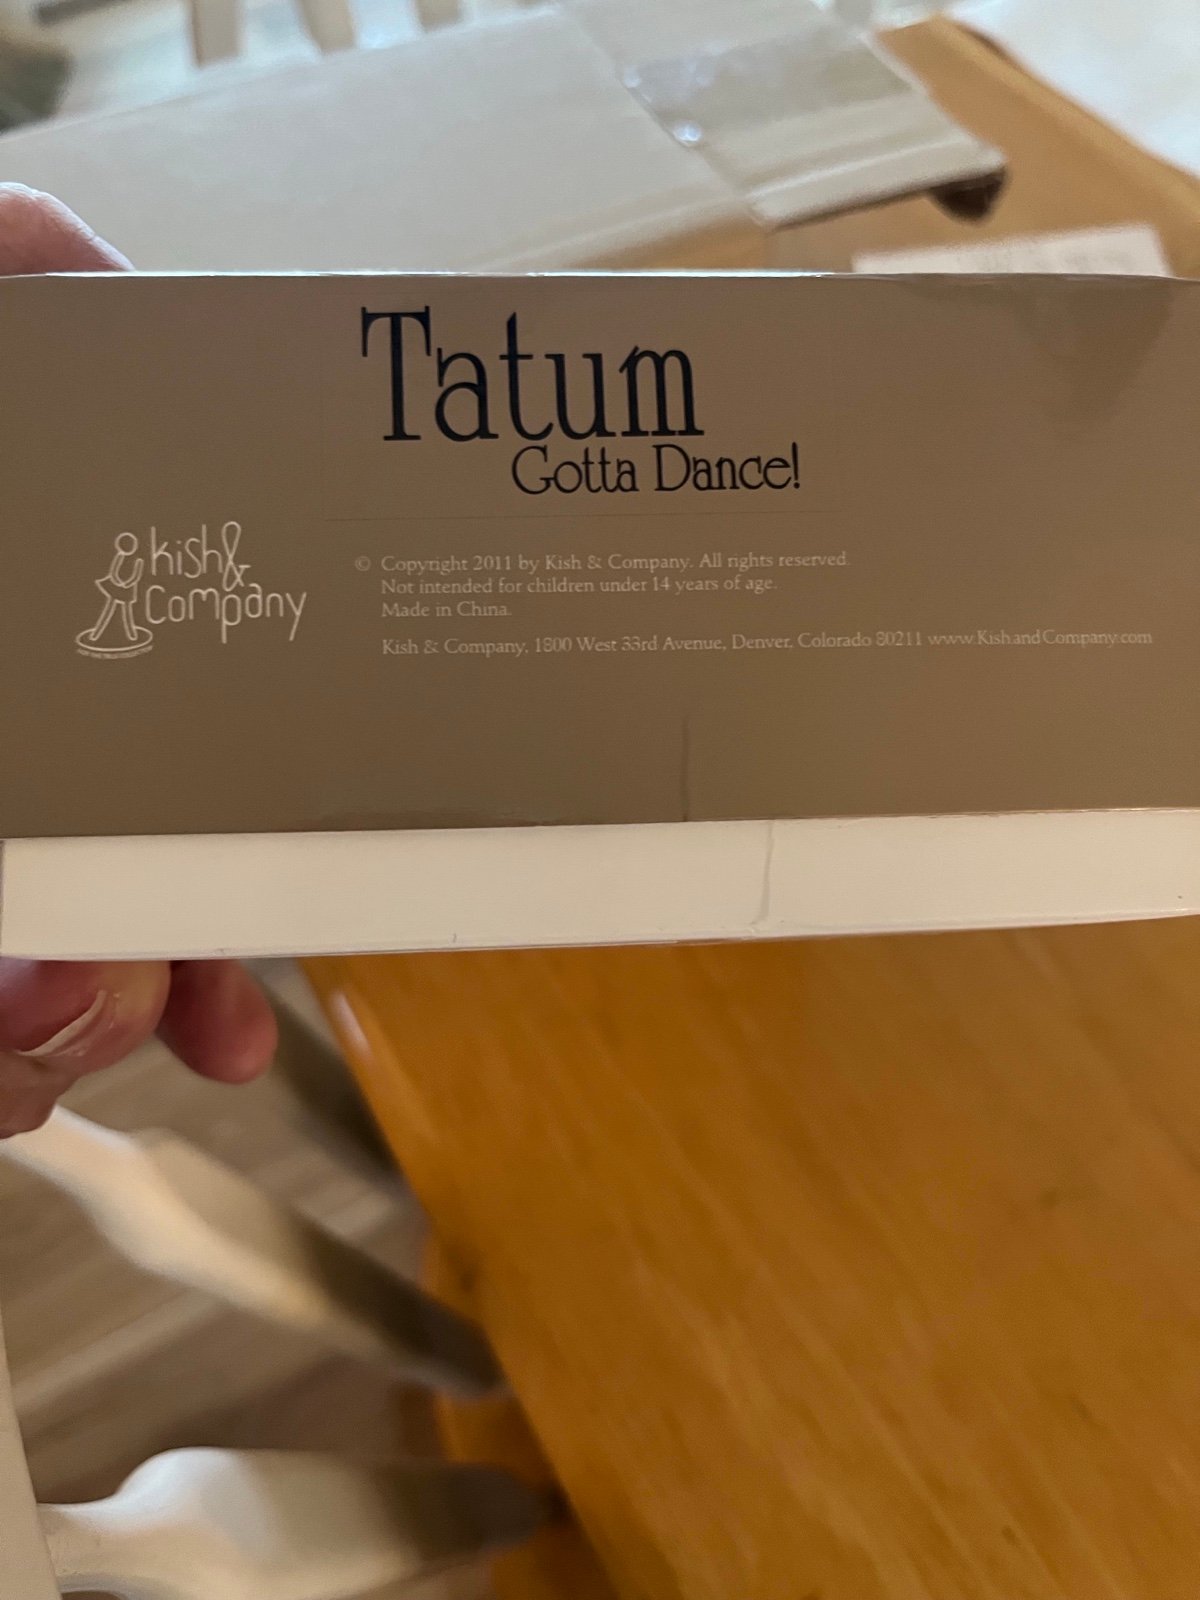 Tatum
Gotta Dance!
kish &
Company
© Copyright 2011 by Kish & Company. All rights reserved.
Not intended for children under 14 years of age.
Made in China.
Kish & Company, 1800 West 33rd Avenue, Denver, Colorado 80211 www.KishandCompany.com